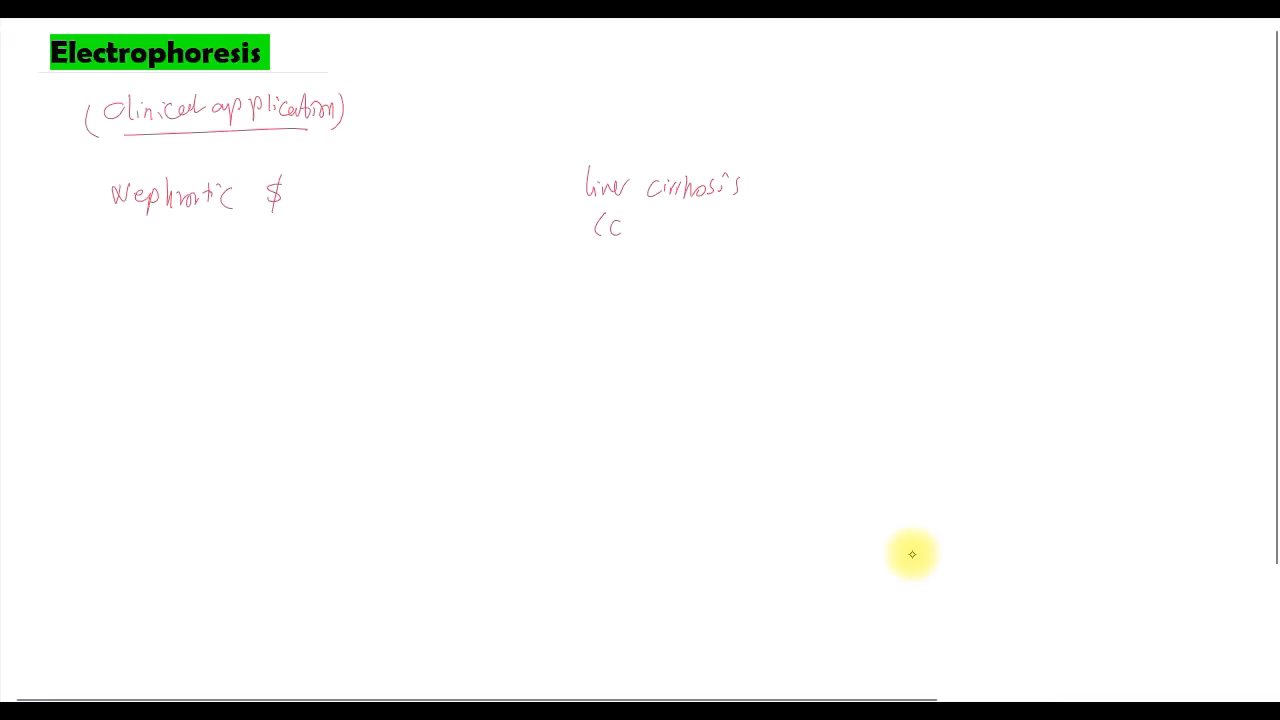 Electrophoresis
(Clinical application)
Nephrotic $
liver cirrhosis
(c